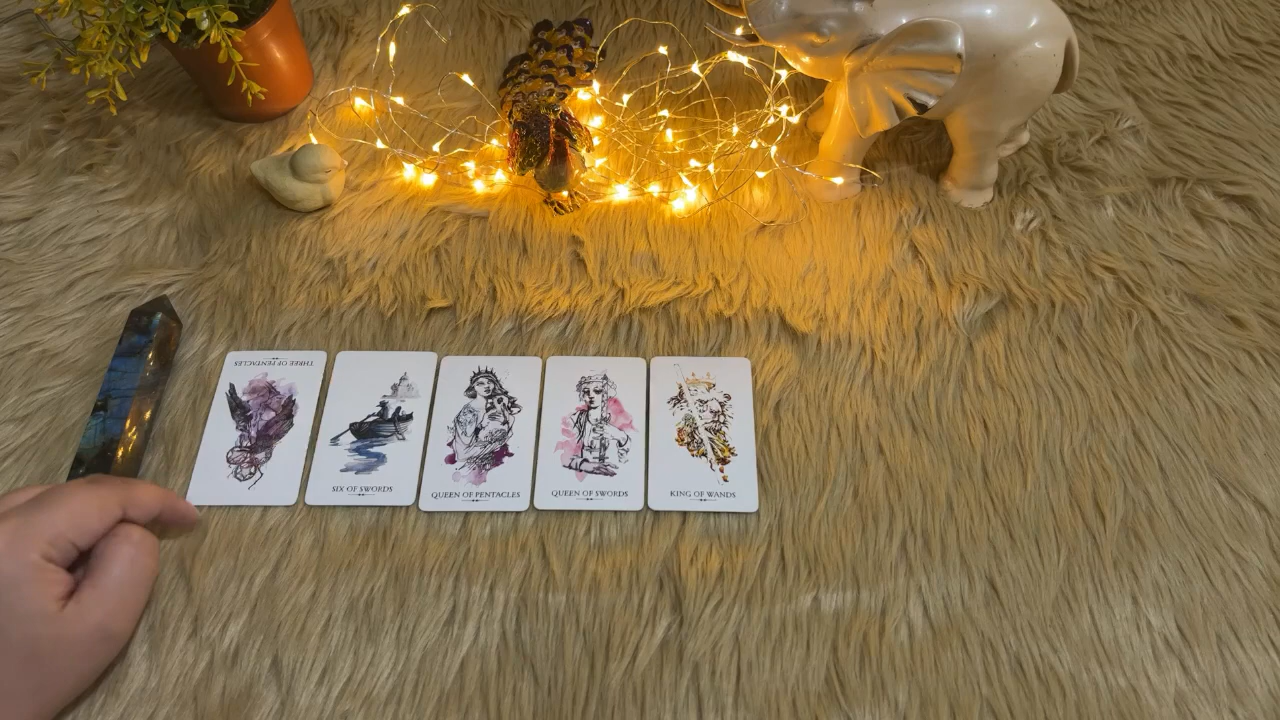 THREE OF PENTACLES
SIX OF SWORDS
QUEEN OF PENTACLES
QUEEN OF SWORDS
KING OF WANDS